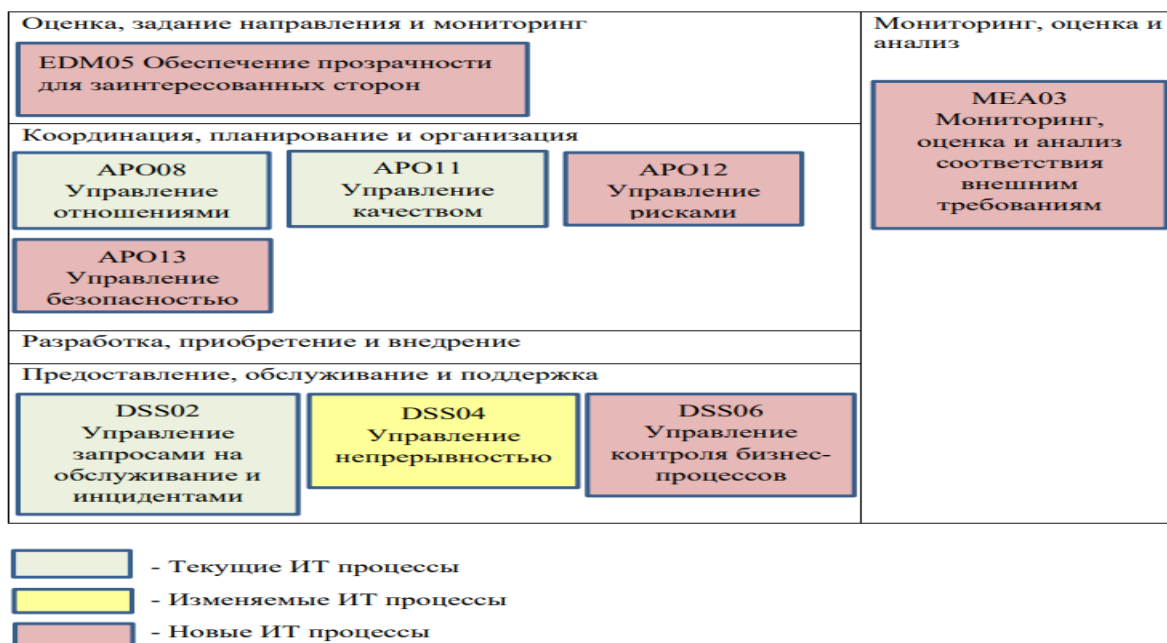 Оценка, задание направления и мониторинг
EDM05 Обеспечение прозрачности
для заинтересованных сторон
Координация, планирование и организация
APO08
Управление
отношениями
APO11
Управление
качеством
APO12
Управление
рисками
APO13
Управление
безопасностью
Разработка, приобретение и внедрение
Предоставление, обслуживание и поддержка
DSS02
Управление
запросами на
обслуживание и
инцидентами
DSS04
Управление
непрерывностью
DSS06
Управление
контроля бизнес-
процессов
Мониторинг, оценка и
анализ
MEA03
Мониторинг,
оценка и анализ
соответствия
внешним
требованиям
- Текущие ИТ процессы
- Изменяемые ИТ процессы
- Новые ИТ процессы